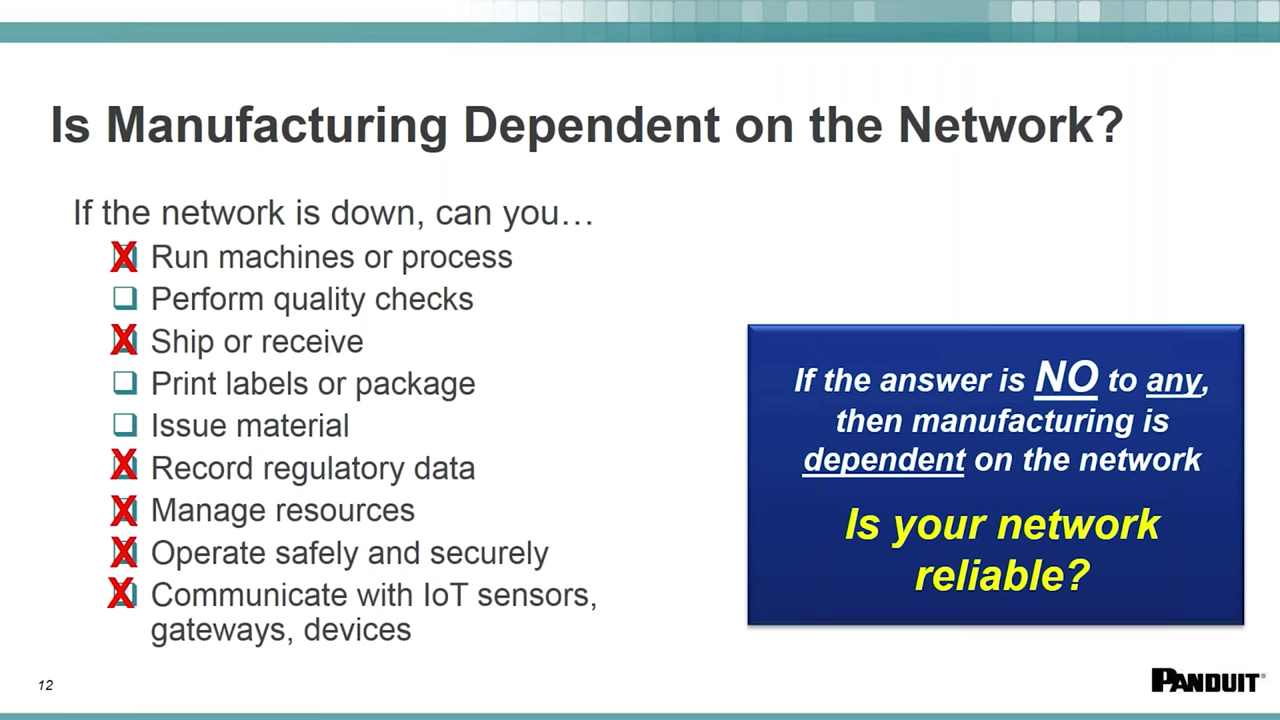 Is Manufacturing Dependent on the Network?
If the network is down, can you…
X Run machines or process
Perform quality checks
X Ship or receive
Print labels or package
Issue material
X Record regulatory data
X Manage resources
X Operate safely and securely
X Communicate with IoT sensors,
gateways, devices
If the answer is NO to any,
then manufacturing is
dependent on the network
Is your network
reliable?
12
PANDUIT®